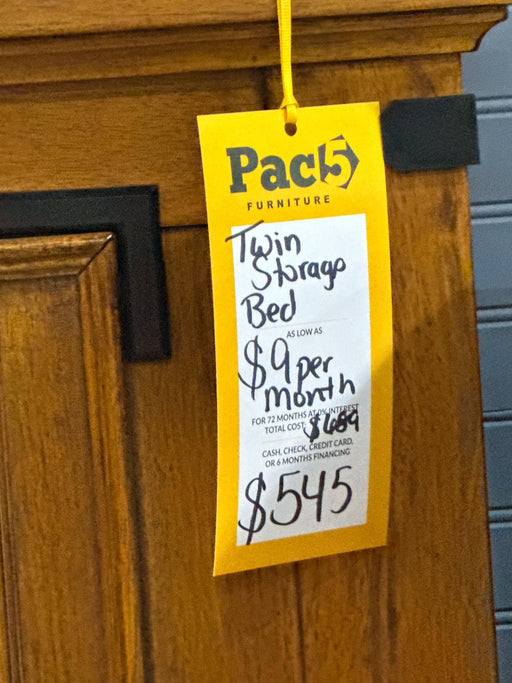 Pac5
FURNITURE
Twin
Storage
Bed
AS LOW AS
$9 per
month
FOR 72 MONTHS AT 0% INTEREST
TOTAL COST: $689
CASH, CHECK, CREDIT CARD,
OR 6 MONTHS FINANCING
$545